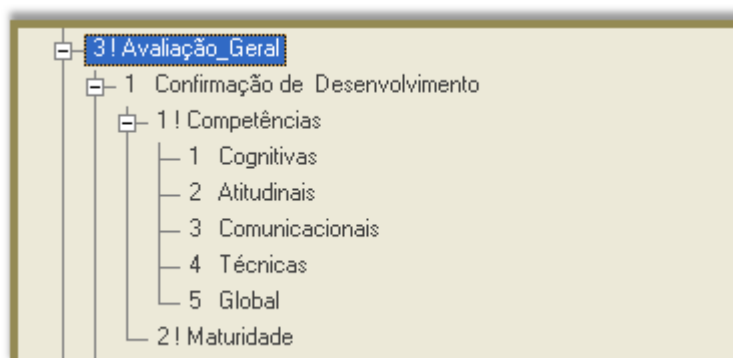 3 ! Avaliação_Geral
1 Confirmação de Desenvolvimento
1 ! Competências
1 Cognitivas
2 Atitudinais
3 Comunicacionais
4 Técnicas
5 Global
2 ! Maturidade